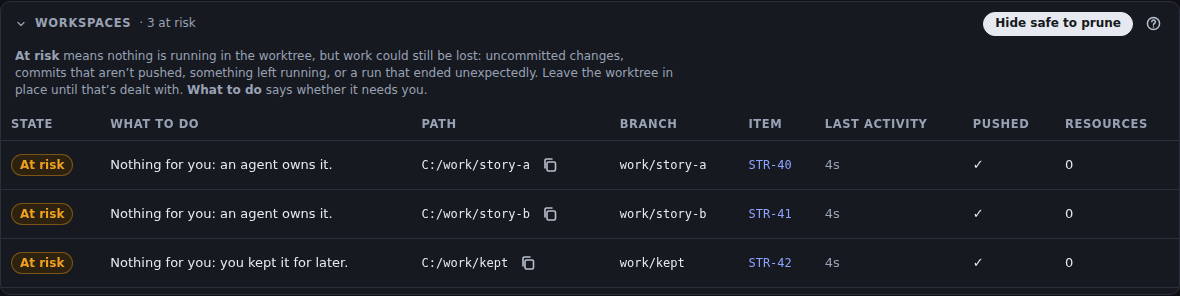 WORKSPACES · 3 at risk Hide safe to prune ?
At risk means nothing is running in the worktree, but work could still be lost: uncommitted changes,
commits that aren’t pushed, something left running, or a run that ended unexpectedly. Leave the worktree in
place until that’s dealt with. What to do says whether it needs you.
STATE WHAT TO DO PATH BRANCH ITEM LAST ACTIVITY PUSHED RESOURCES
At risk Nothing for you: an agent owns it. C:/work/story-a work/story-a STR-40 4s ✓ 0
At risk Nothing for you: an agent owns it. C:/work/story-b work/story-b STR-41 4s ✓ 0
At risk Nothing for you: you kept it for later. C:/work/kept work/kept STR-42 4s ✓ 0